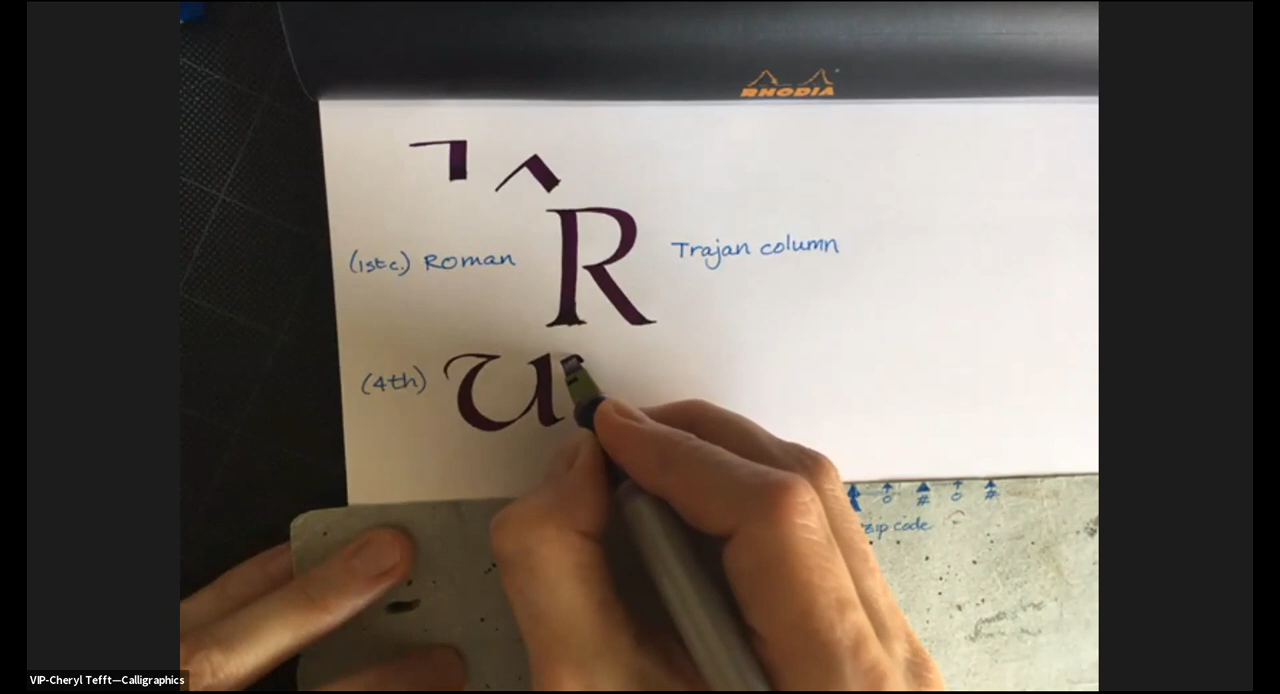 RHODIA
(1st c.) Roman R Trajan column
(4th) U
O # O #
zip code
VIP-Cheryl Tefft—Calligraphics